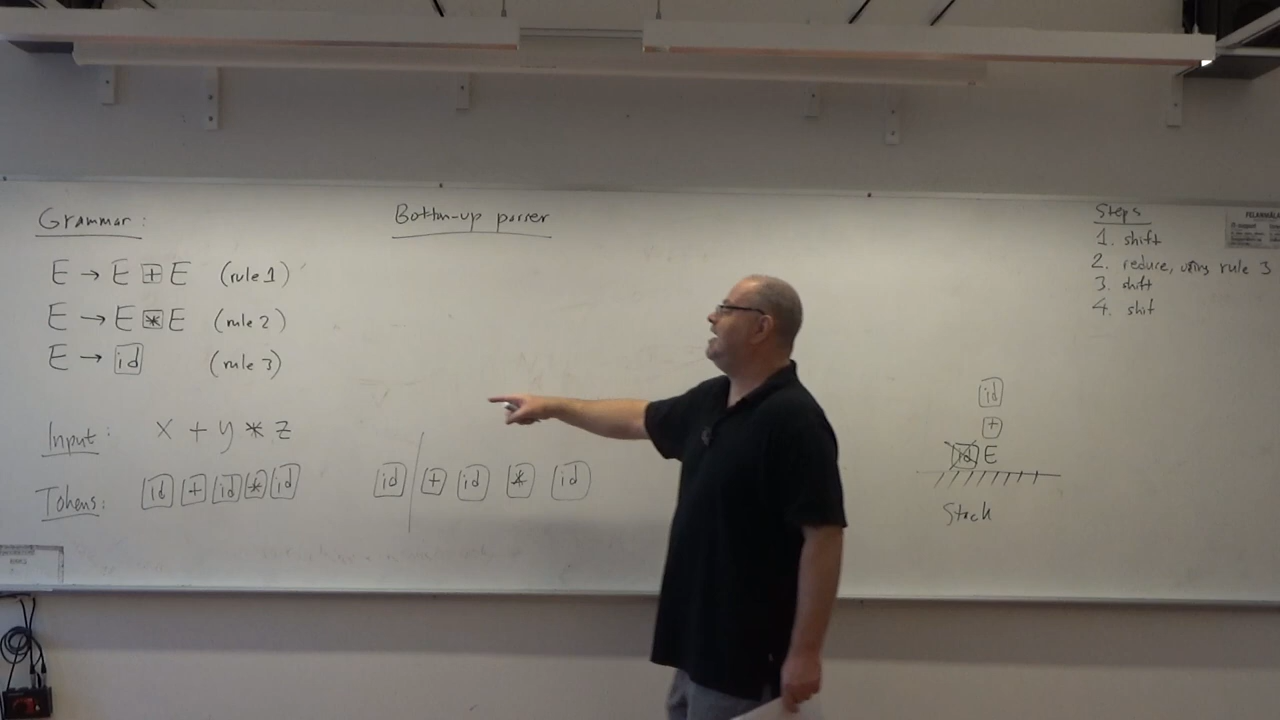 Grammar:
E → E + E (rule 1)
E → E * E (rule 2)
E → id (rule 3)
Input: x + y * z
Tokens: id + id * id
Bottom-up parser
id + id * id
Steps
1. shift
2. reduce, using rule 3
3. shift
4. shift
id
+
id E
Stack
FELANMÄLA